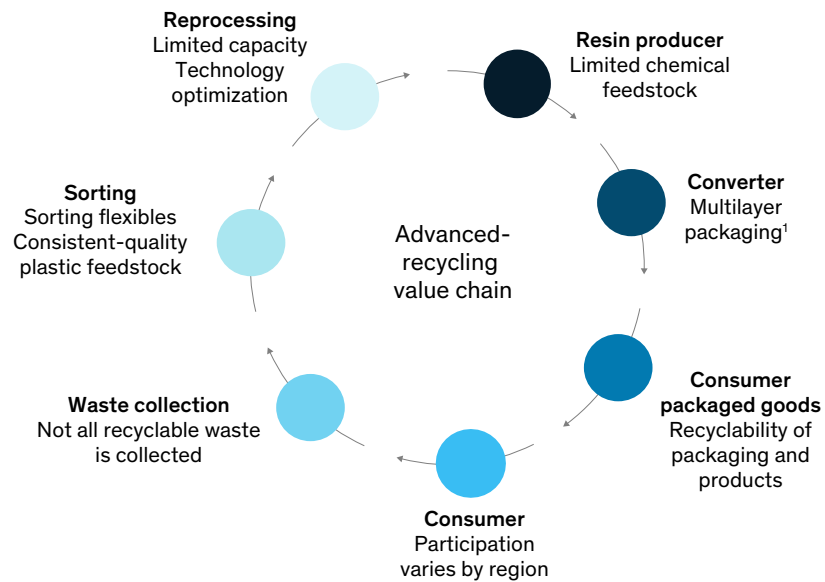 Reprocessing
Limited capacity
Technology
optimization
Resin producer
Limited chemical
feedstock
Sorting
Sorting flexibles
Consistent-quality
plastic feedstock
Advanced-
recycling
value chain
Converter
Multilayer
packaging¹
Waste collection
Not all recyclable waste
is collected
Consumer
packaged goods
Recyclability of
packaging and
products
Consumer
Participation
varies by region